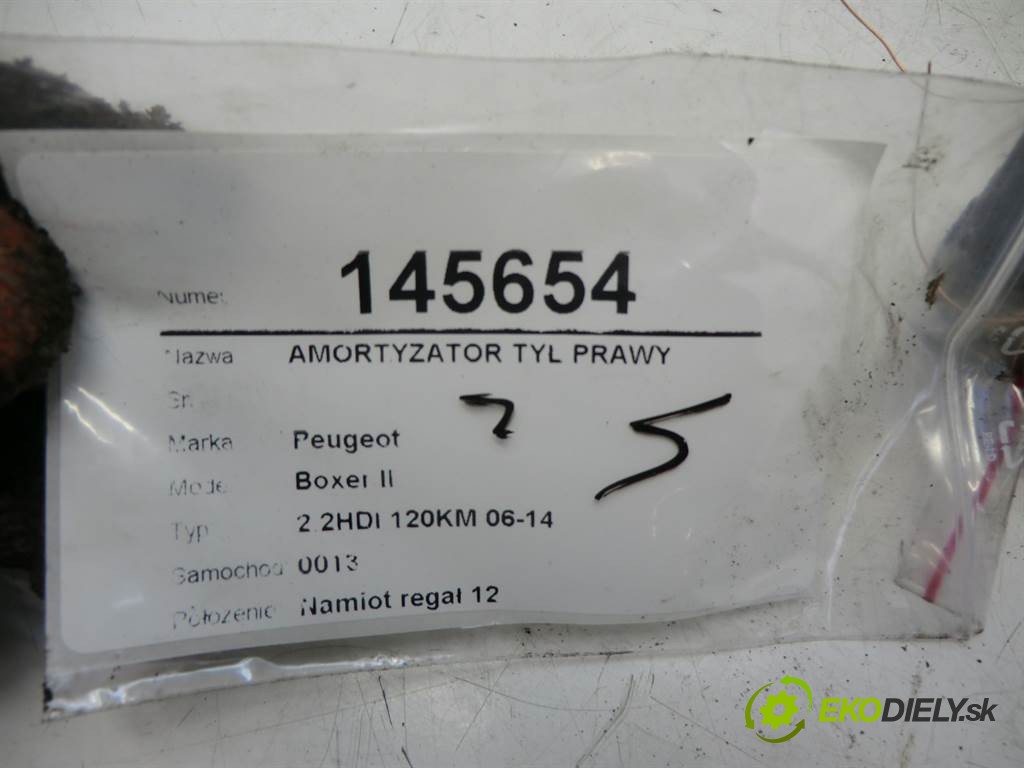 Numer 145654
Nazwa AMORTYZATOR TYL PRAWY
Marka Peugeot
Model Boxer II
Typ 2.2HDI 120KM 06-14
Samochod 0013
Położenie Namiot regał 12
5
EKODIELY.sk